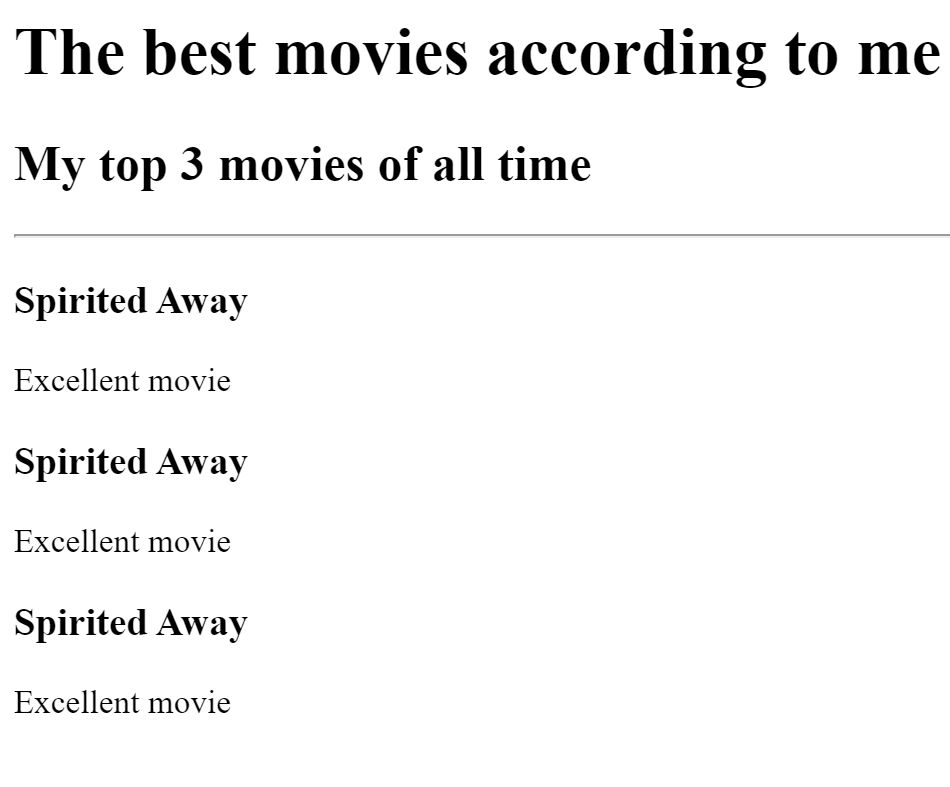 The best movies according to me
My top 3 movies of all time
Spirited Away
Excellent movie
Spirited Away
Excellent movie
Spirited Away
Excellent movie